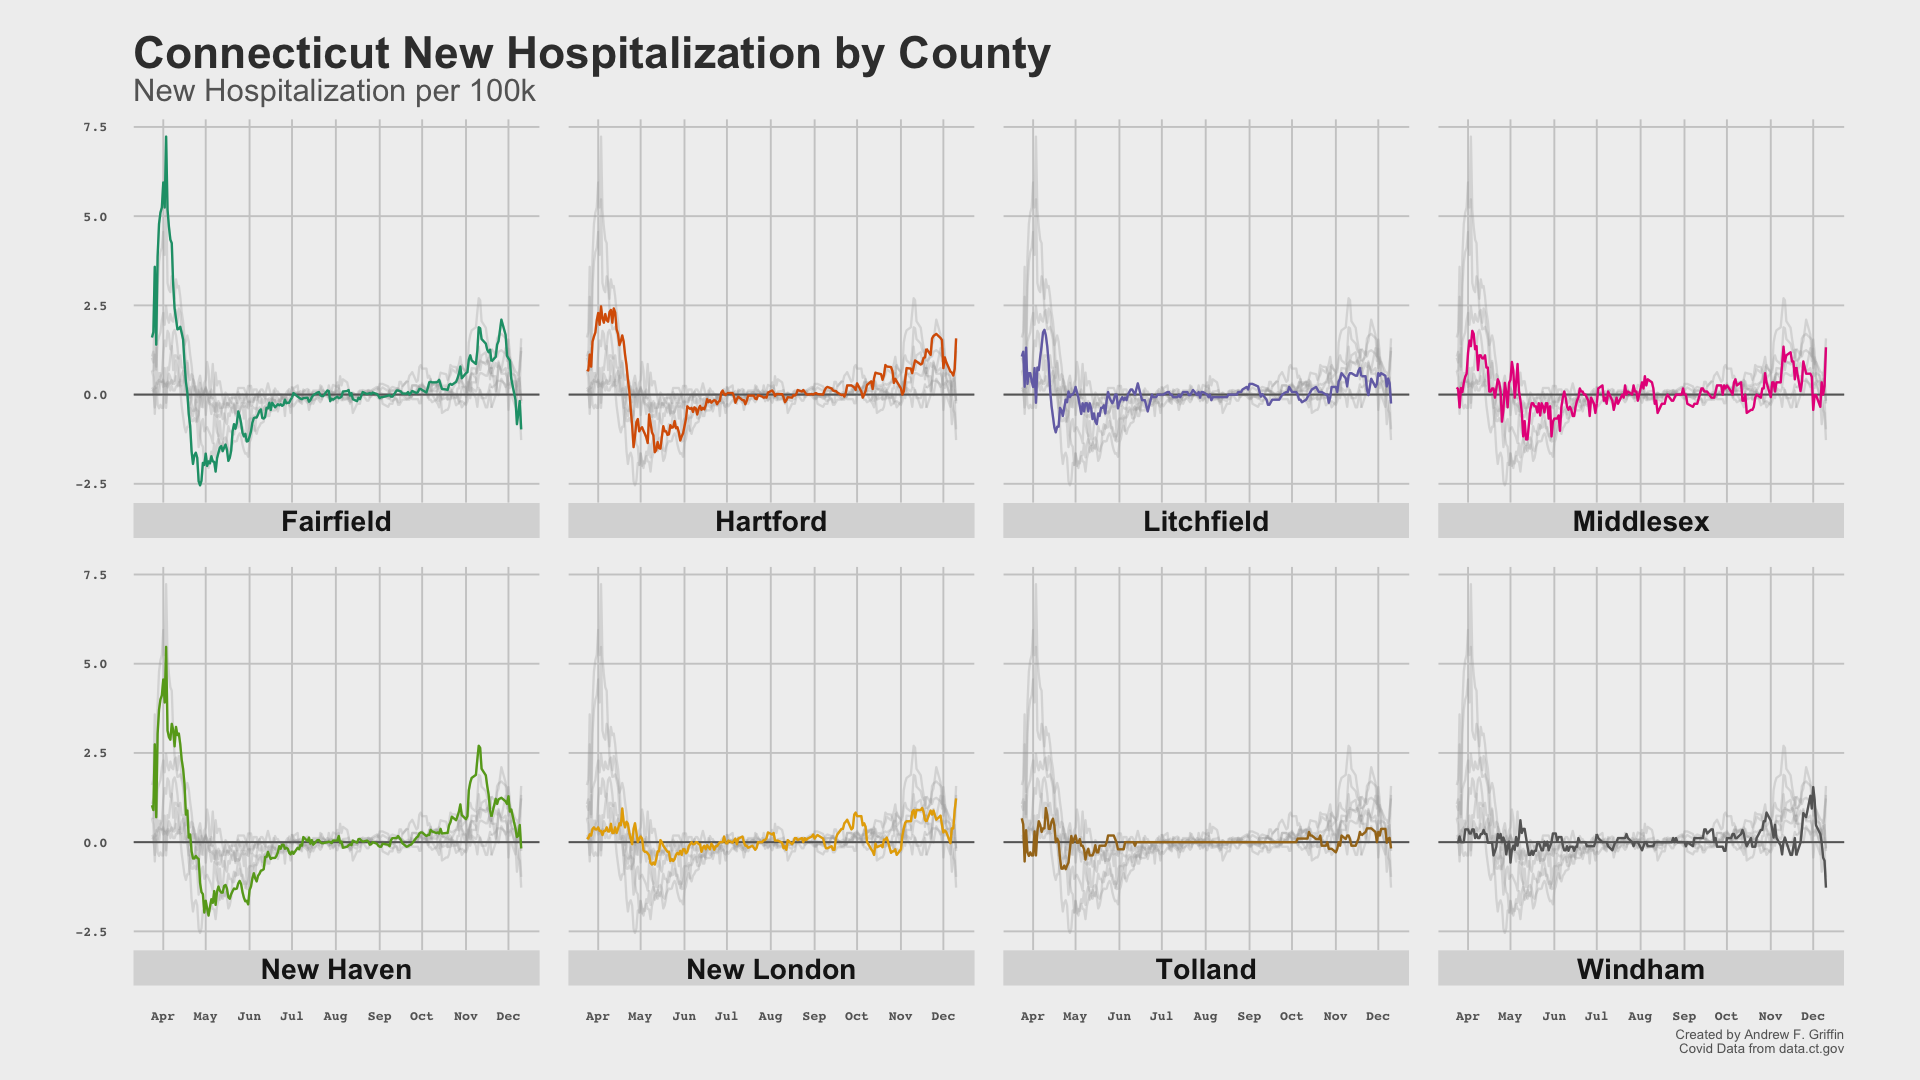 Connecticut New Hospitalization by County
New Hospitalization per 100k
7.5
5.0
2.5
0.0
−2.5
Fairfield Hartford Litchfield Middlesex
7.5
5.0
2.5
0.0
−2.5
New Haven New London Tolland Windham
Apr May Jun Jul Aug Sep Oct Nov Dec Apr May Jun Jul Aug Sep Oct Nov Dec Apr May Jun Jul Aug Sep Oct Nov Dec Apr May Jun Jul Aug Sep Oct Nov Dec
Created by Andrew F. Griffin
Covid Data from data.ct.gov